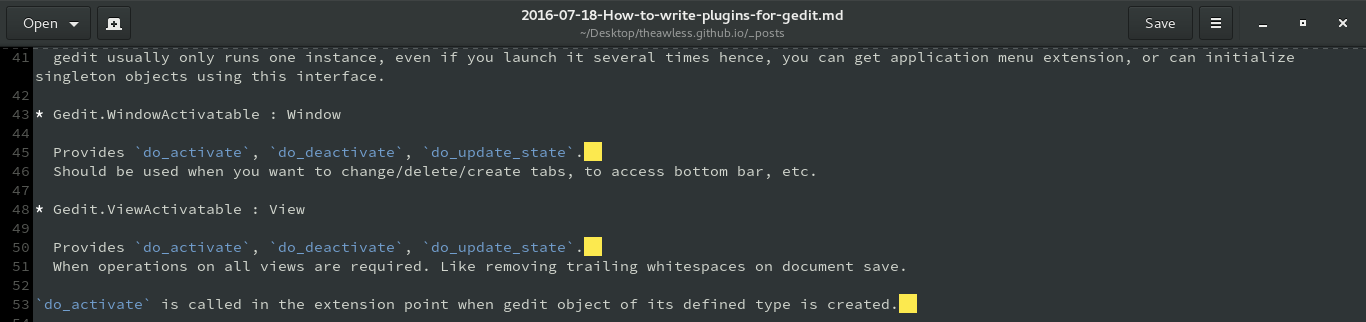 Open
2016-07-18-How-to-write-plugins-for-gedit.md
~/Desktop/theawless.github.io/_posts
Save
41 gedit usually only runs one instance, even if you launch it several times hence, you can get application menu extension, or can initialize
singleton objects using this interface.
42
43 * Gedit.WindowActivatable : Window
44
45 Provides `do_activate`, `do_deactivate`, `do_update_state`.
46 Should be used when you want to change/delete/create tabs, to access bottom bar, etc.
47
48 * Gedit.ViewActivatable : View
49
50 Provides `do_activate`, `do_deactivate`, `do_update_state`.
51 When operations on all views are required. Like removing trailing whitespaces on document save.
52
53 `do_activate` is called in the extension point when gedit object of its defined type is created.